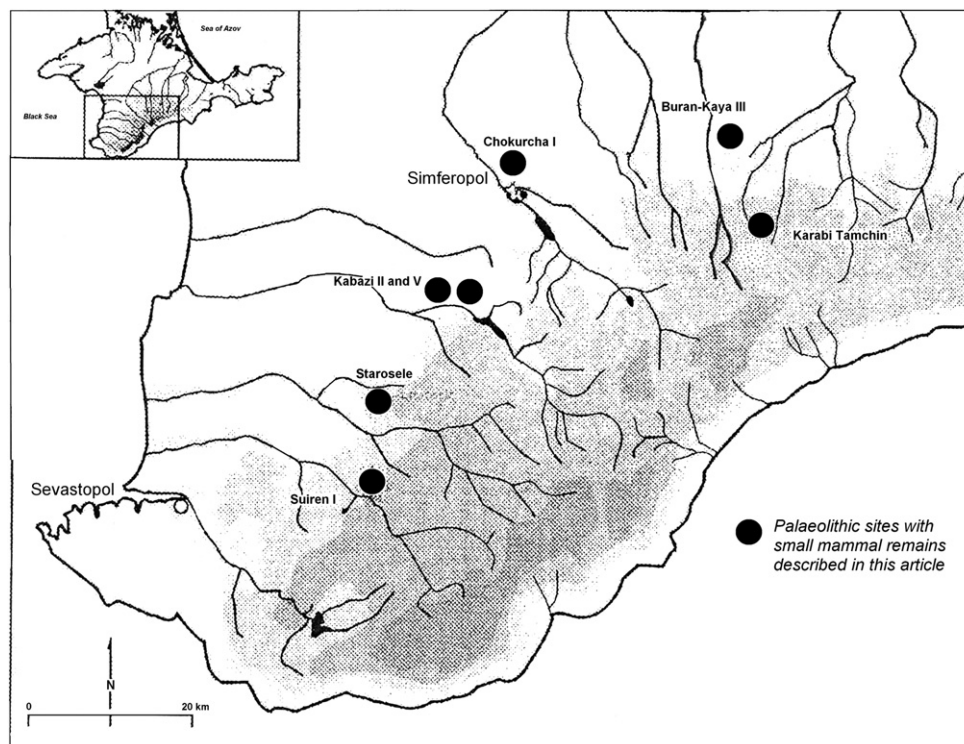 Sea of Azov
Black Sea
Buran-Kaya III
Chokurcha I
Simferopol
Karabi Tamchin
Kabazi II and V
Starosele
Suiren I
Sevastopol
Palaeolithic sites with
small mammal remains
described in this article
N
0 20 km